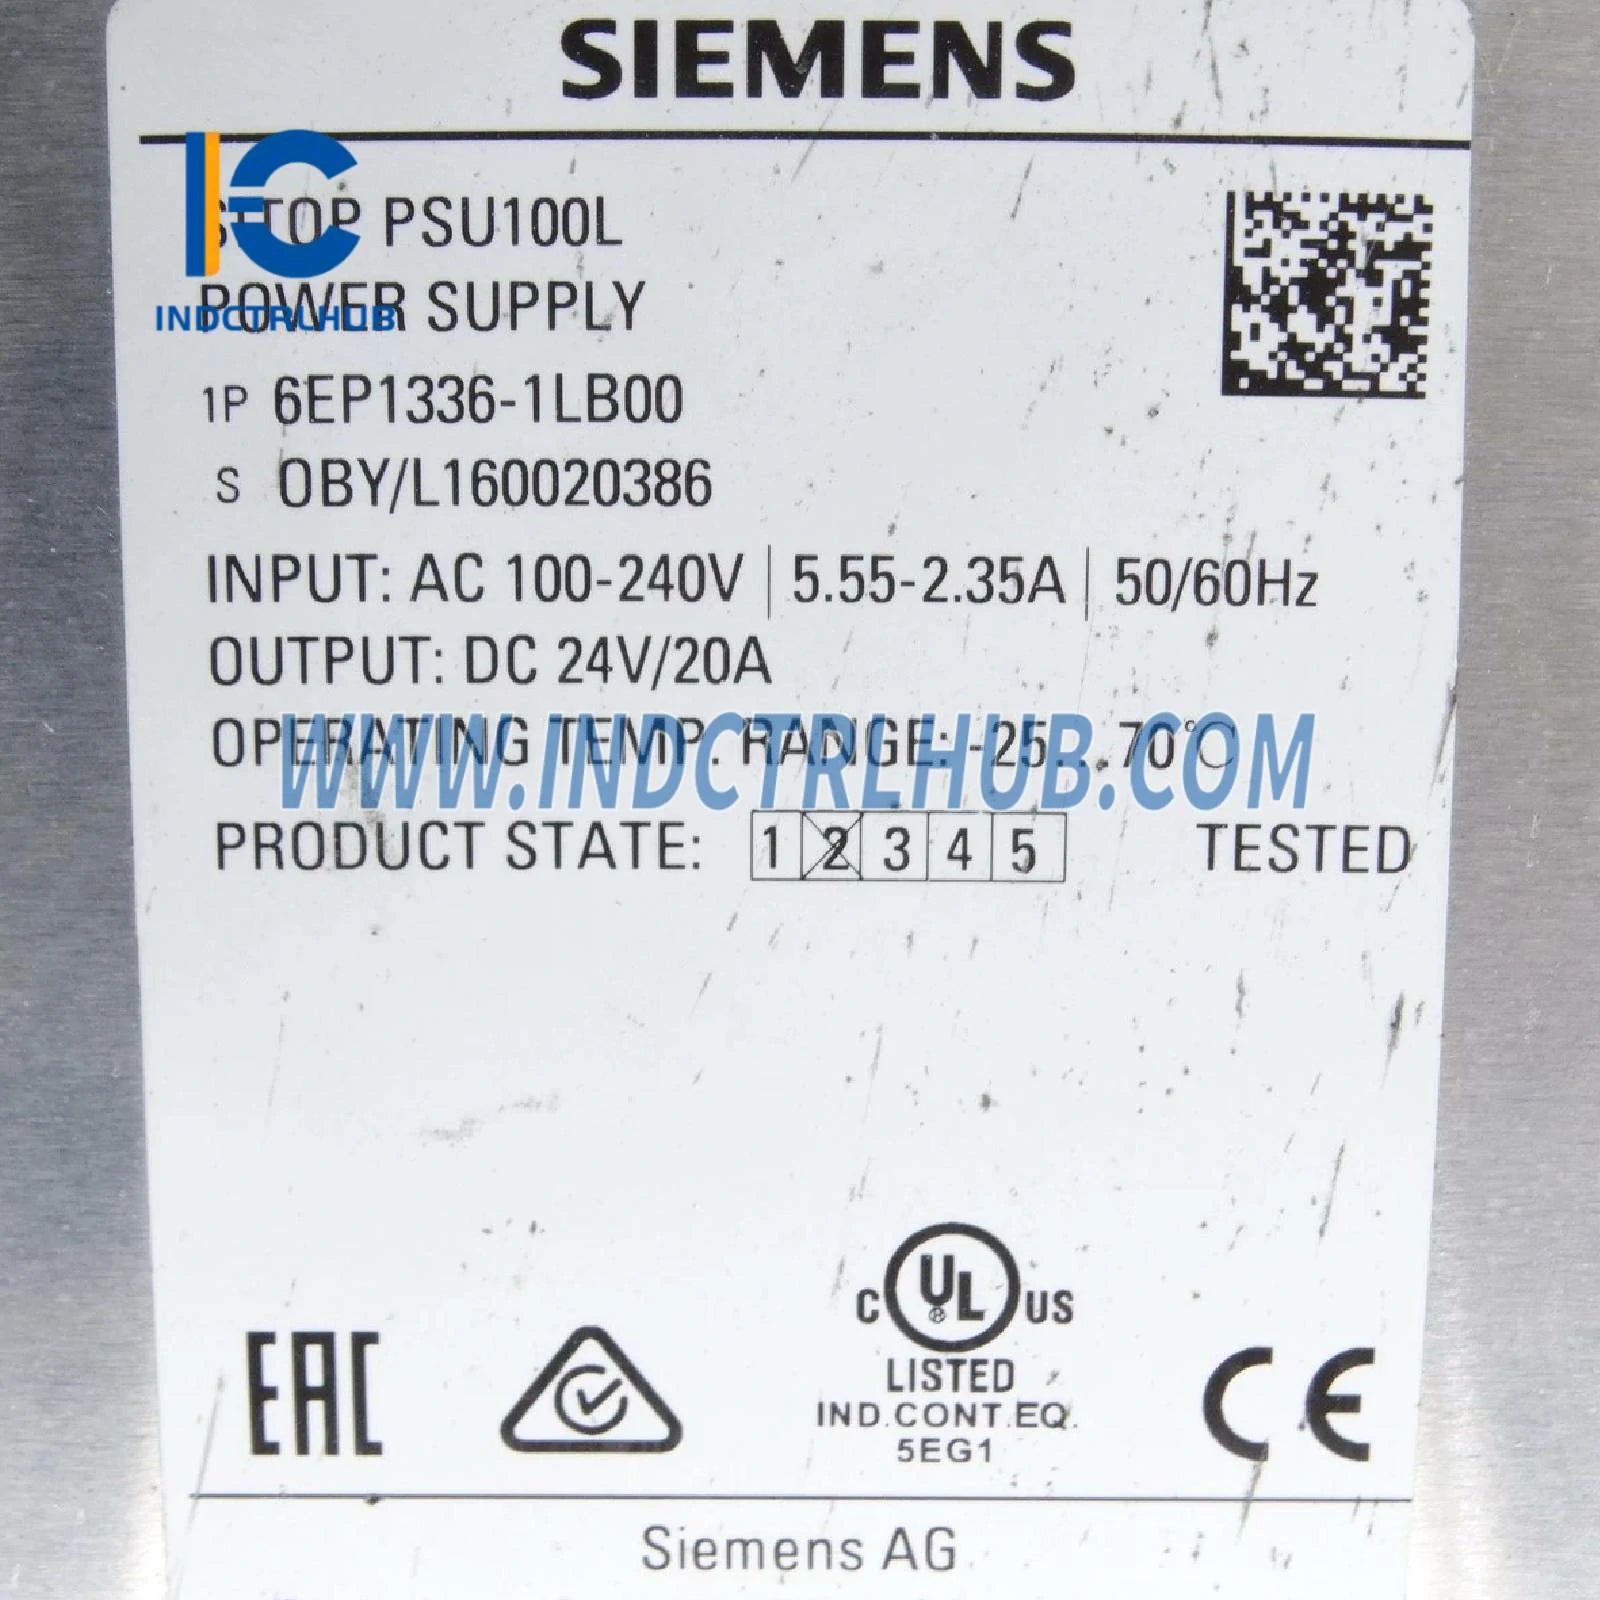 SIEMENS
SITOP PSU100L
POWER SUPPLY
INDCTRLHUB
1P 6EP1336-1LB00
S OBY/L160020386
INPUT: AC 100-240V | 5.55-2.35A | 50/60Hz
OUTPUT: DC 24V/20A
OPERATING TEMP. RANGE: -25...70°C
WWW.INDCTRLHUB.COM
PRODUCT STATE: 1 2 3 4 5 TESTED
C UL US
LISTED
IND.CONT.EQ.
5EG1
EAC
CE
Siemens AG